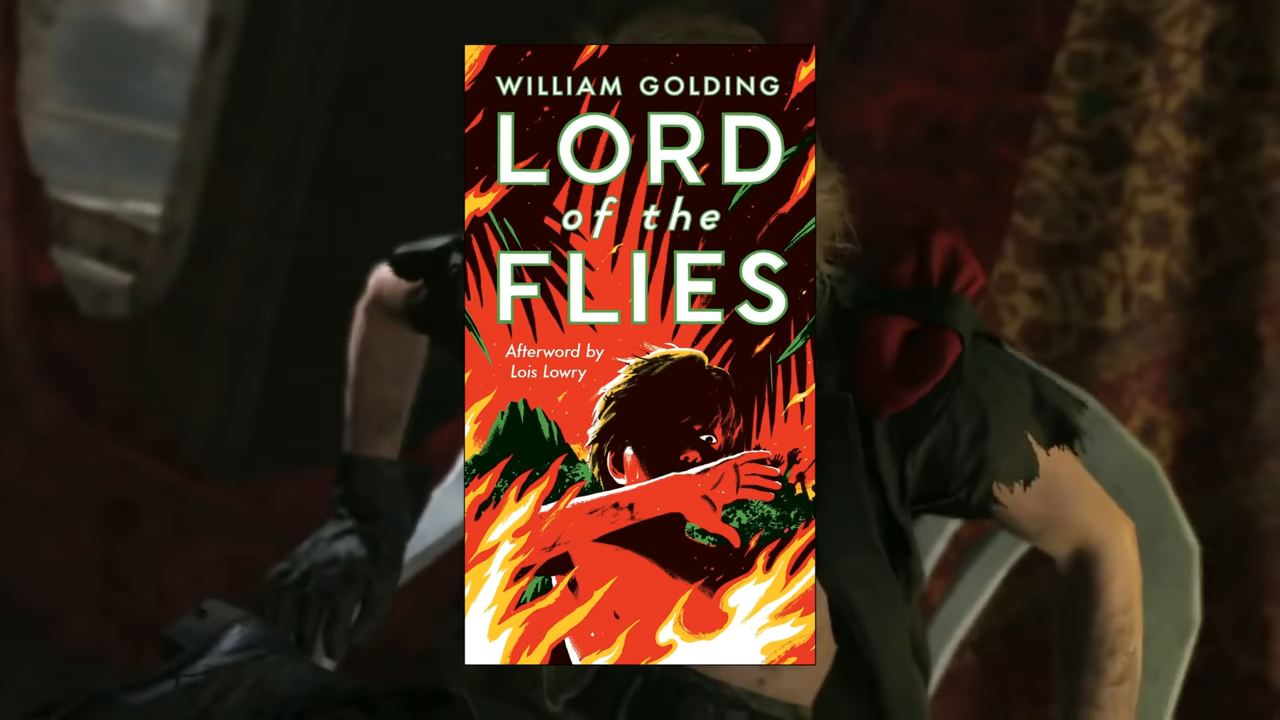 WILLIAM GOLDING
LORD
of the
FLIES
Afterword by
Lois Lowry